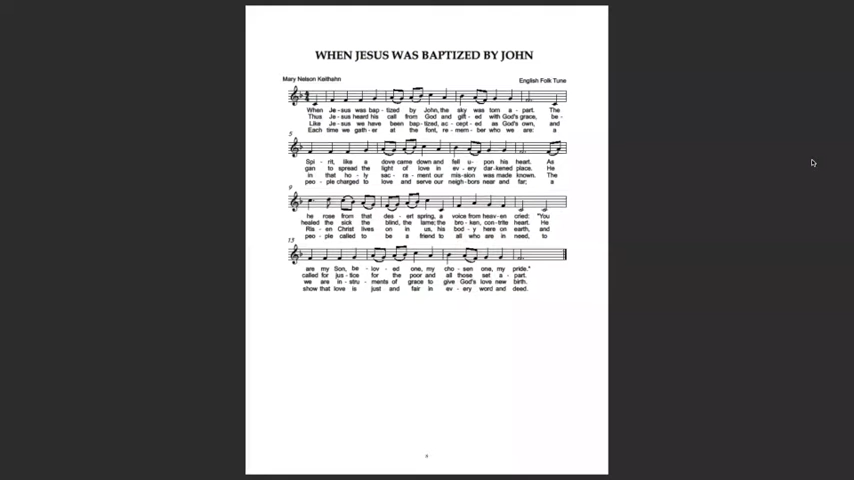 WHEN JESUS WAS BAPTIZED BY JOHN
Mary Nelson Keithahn
English Folk Tune
When Je - sus was bap - tized by John, the sky was torn a - part. The
Thus Jesus heard his call from God and gift - ed with God's grace, be -
Like Je - sus we have been bap - tized, ac - cept - ed as God's own, and
Each time we gath - er at the font, re - mem - ber who we are: a
5
Spi - rit, like a dove came down and fell u - pon his heart. As
gan to spread the light of love in ev - ery dar - kened place. He
in that ho - ly sac - ra - ment our mis - sion was made known. The
peo - ple charged to love and serve our neigh - bors near and far; a
9
he rose from that des - ert spring, a voice from heav - en cried: "You
healed the sick the blind, the lame; the bro - ken, con - trite heart. He
Ris - en Christ lives on in us, his bod - y here on earth, and
peo - ple called to be a friend to all who are in need, to
13
are my Son, be - lov - ed one, my cho - sen one, my pride."
called for jus - tice for the poor and all those set a - part.
we are in - stru - ments of grace to give God's love new birth.
show that love is just and fair in ev - ery word and deed.